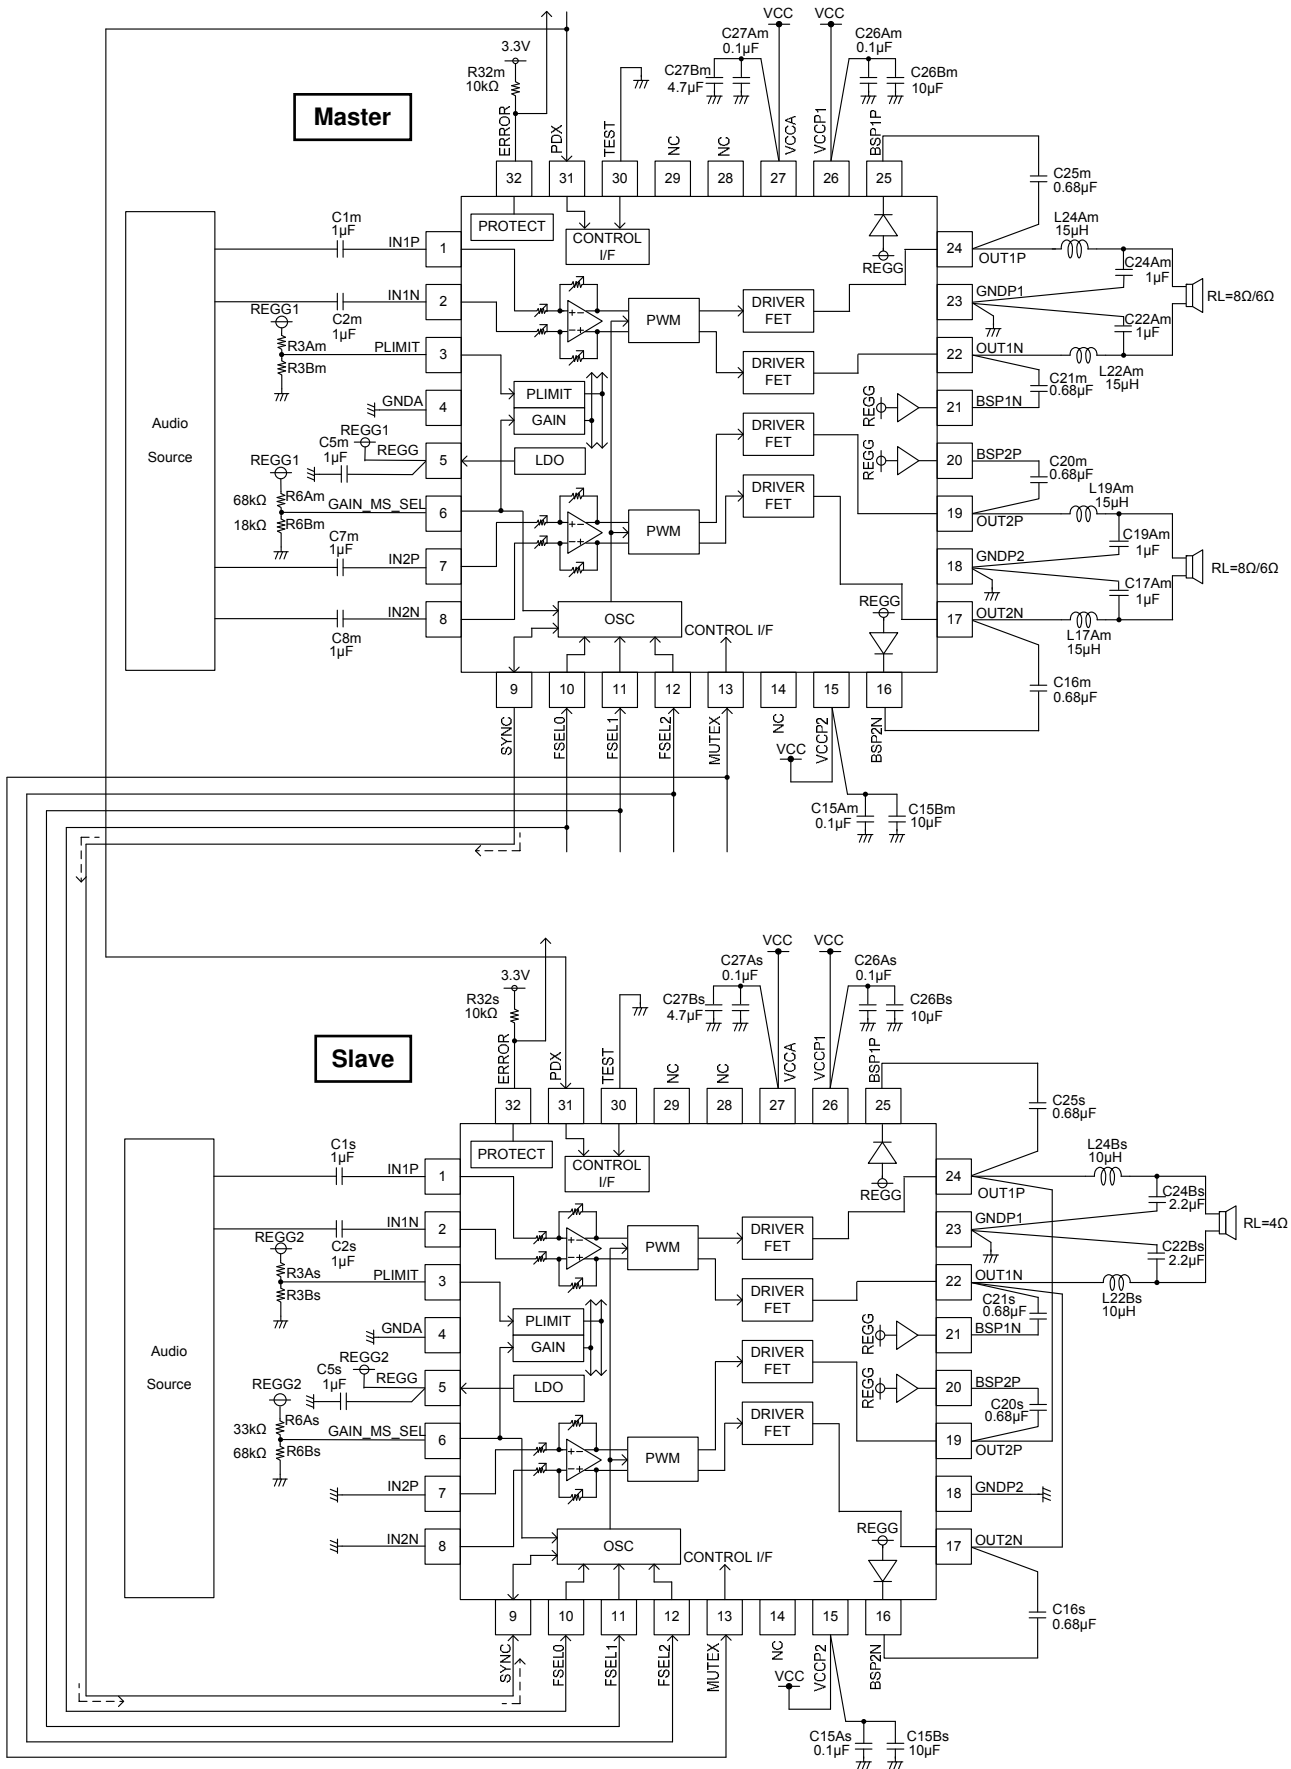 VCC
VCC
C27Am
0.1µF
C26Am
0.1µF
3.3V
R32m
10kΩ
C27Bm
4.7µF
C26Bm
10µF
Master
ERROR
PDX
TEST
NC
NC
VCCA
VCCP1
BSP1P
32
31
30
29
28
27
26
25
C25m
0.68µF
PROTECT
CONTROL
I/F
REGG
C1m
1µF
IN1P
1
24
OUT1P
L24Am
15µH
C24Am
1µF
IN1N
2
C2m
1µF
REGG1
R3Am
R3Bm
PWM
DRIVER
FET
23
GNDP1
RL=8Ω/6Ω
C22Am
1µF
PLIMIT
3
DRIVER
FET
22
OUT1N
L22Am
15µH
C21m
0.68µF
GNDA
4
PLIMIT
GAIN
REGG
21
BSP1N
Audio
Source
REGG1
C5m
1µF
REGG
5
LDO
DRIVER
FET
REGG
20
BSP2P
C20m
0.68µF
REGG1
68kΩ
R6Am
18kΩ
R6Bm
GAIN_MS_SEL
6
PWM
DRIVER
FET
19
OUT2P
L19Am
15µH
C19Am
1µF
C7m
1µF
IN2P
7
18
GNDP2
RL=8Ω/6Ω
C17Am
1µF
C8m
1µF
IN2N
8
OSC
CONTROL I/F
REGG
17
OUT2N
L17Am
15µH
9
10
11
12
13
14
15
16
C16m
0.68µF
SYNC
FSEL0
FSEL1
FSEL2
MUTEX
NC
VCCP2
BSP2N
VCC
C15Am
0.1µF
C15Bm
10µF
VCC
VCC
C27As
0.1µF
C26As
0.1µF
3.3V
R32s
10kΩ
C27Bs
4.7µF
C26Bs
10µF
Slave
ERROR
PDX
TEST
NC
NC
VCCA
VCCP1
BSP1P
32
31
30
29
28
27
26
25
C25s
0.68µF
PROTECT
CONTROL
I/F
REGG
C1s
1µF
IN1P
1
24
OUT1P
L24Bs
10µH
C24Bs
2.2µF
IN1N
2
C2s
1µF
REGG2
R3As
R3Bs
PWM
DRIVER
FET
23
GNDP1
RL=4Ω
C22Bs
2.2µF
PLIMIT
3
DRIVER
FET
22
OUT1N
L22Bs
10µH
C21s
0.68µF
GNDA
4
PLIMIT
GAIN
REGG
21
BSP1N
Audio
Source
REGG2
C5s
1µF
REGG
5
LDO
DRIVER
FET
REGG
20
BSP2P
C20s
0.68µF
REGG2
33kΩ
R6As
68kΩ
R6Bs
GAIN_MS_SEL
6
PWM
DRIVER
FET
19
OUT2P
IN2P
7
18
GNDP2
IN2N
8
OSC
CONTROL I/F
REGG
17
OUT2N
9
10
11
12
13
14
15
16
C16s
0.68µF
SYNC
FSEL0
FSEL1
FSEL2
MUTEX
NC
VCCP2
BSP2N
VCC
C15As
0.1µF
C15Bs
10µF